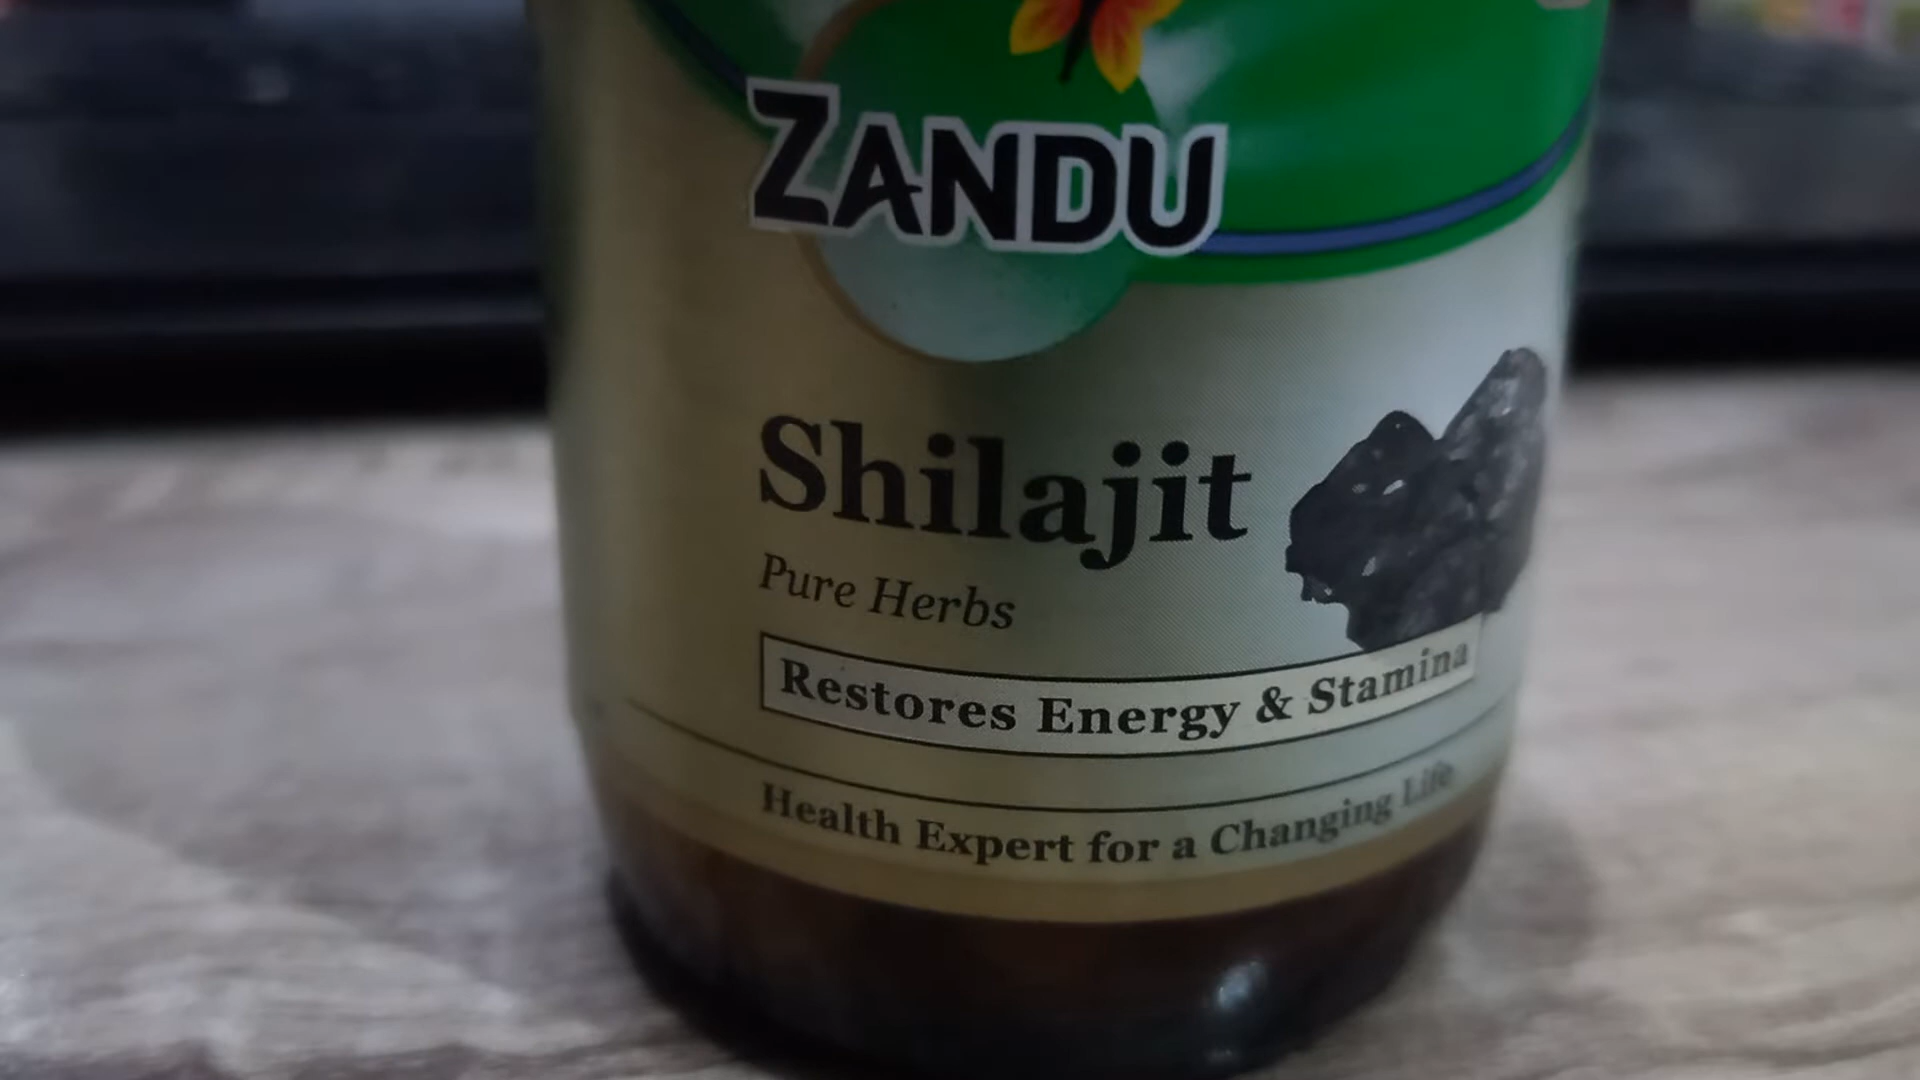 ZANDU
Shilajit
Pure Herbs
Restores Energy & Stamina
Health Expert for a Changing Life